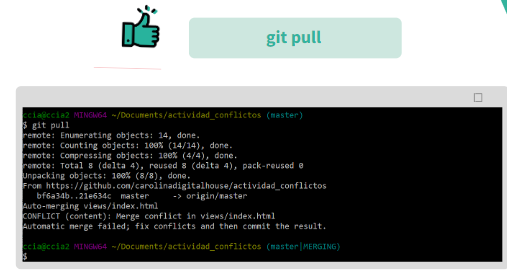 git pull
ccia@ccia2 MINGW64 ~/Documents/actividad_conflictos (master)
$ git pull
remote: Enumerating objects: 14, done.
remote: Counting objects: 100% (14/14), done.
remote: Compressing objects: 100% (4/4), done.
remote: Total 8 (delta 4), reused 8 (delta 4), pack-reused 0
Unpacking objects: 100% (8/8), done.
From https://github.com/carolinadigitalhouse/actividad_conflictos
bf6a34b..21e634c master -> origin/master
Auto-merging views/index.html
CONFLICT (content): Merge conflict in views/index.html
Automatic merge failed; fix conflicts and then commit the result.
ccia@ccia2 MINGW64 ~/Documents/actividad_conflictos (master|MERGING)
$